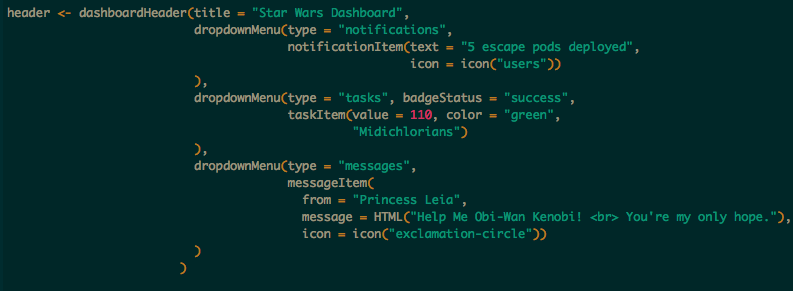 header <- dashboardHeader(title = "Star Wars Dashboard",
dropdownMenu(type = "notifications",
notificationItem(text = "5 escape pods deployed",
icon = icon("users"))
),
dropdownMenu(type = "tasks", badgeStatus = "success",
taskItem(value = 110, color = "green",
"Midichlorians")
),
dropdownMenu(type = "messages",
messageItem(
from = "Princess Leia",
message = HTML("Help Me Obi-Wan Kenobi! <br> You're my only hope."),
icon = icon("exclamation-circle"))
)
)